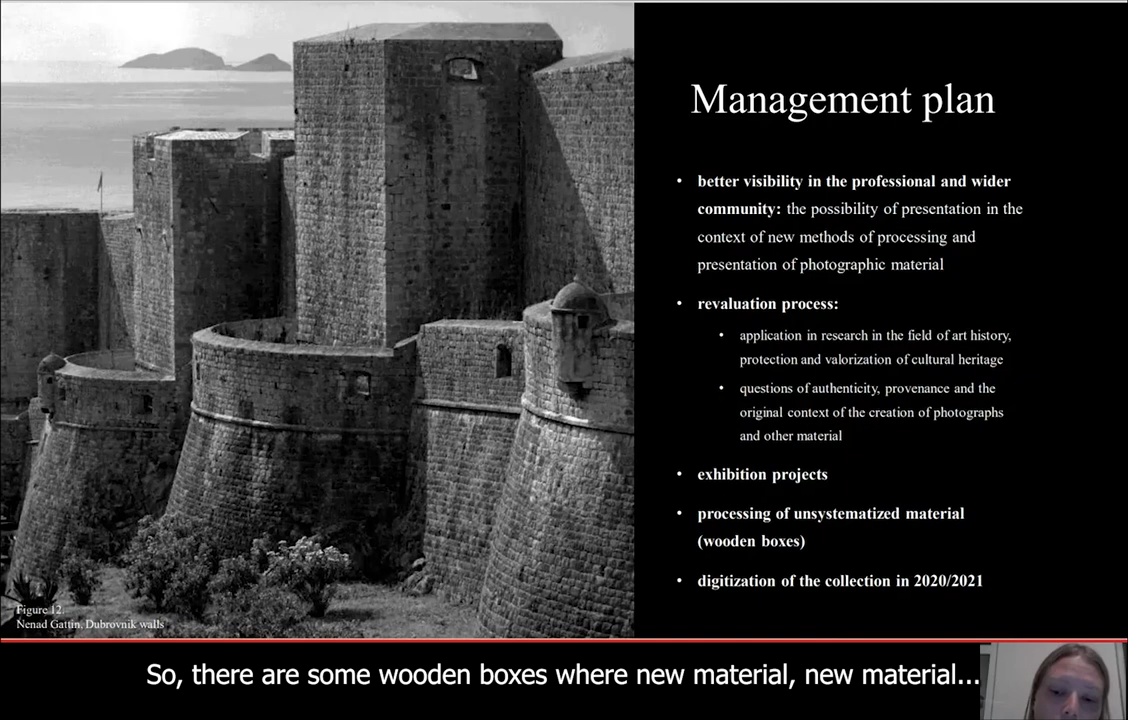 Management plan
• better visibility in the professional and wider
community: the possibility of presentation in the
context of new methods of processing and
presentation of photographic material
• revaluation process:
• application in research in the field of art history,
protection and valorization of cultural heritage
• questions of authenticity, provenance and the
original context of the creation of photographs
and other material
• exhibition projects
• processing of unsystematized material
(wooden boxes)
• digitization of the collection in 2020/2021
Figure 12.
Nenad Gattin, Dubrovnik walls
So, there are some wooden boxes where new material, new material...